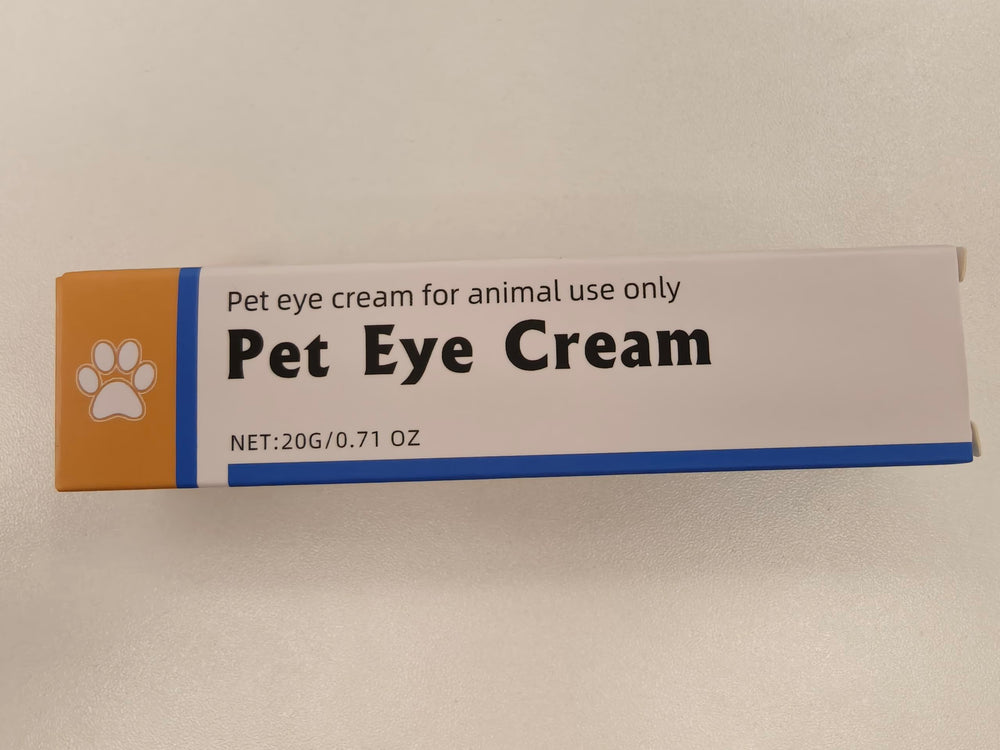 Pet eye cream for animal use only
Pet Eye Cream
NET:20G/0.71 OZ